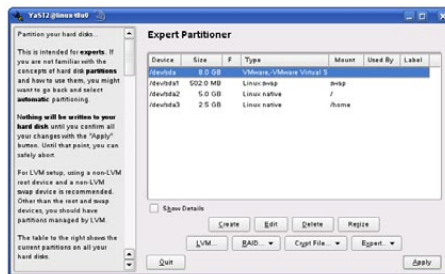 YaST2@linux-
Partition your hard disks...
This is intended for experts. If
you are not familiar with the
concepts of hard disk partitions
and how to use them, you might
want to go back and select
automatic partitioning.
Nothing will be written to your
hard disk until you confirm all
your changes with the "Apply"
button. Until that point, you can
safely abort.
For LVM setup, using a non-LVM
root device and a non-LVM
swap device is recommended.
Other than the root and swap
devices, you should have
partitions managed by LVM.
The table to the right shows the
current partitions on all your
hard disks.
Expert Partitioner
Device Size F Type Mount Used By Label
/dev/sda 8.0 GB VMware,-VMware Virtual S
/dev/sda1 502.0 MB Linux swap swap
/dev/sda2 5.0 GB Linux native /
/dev/sda3 2.5 GB Linux native /home
Show Details
Create Edit Delete Resize
LVM... RAID... Crypt File... Expert...
Quit Apply